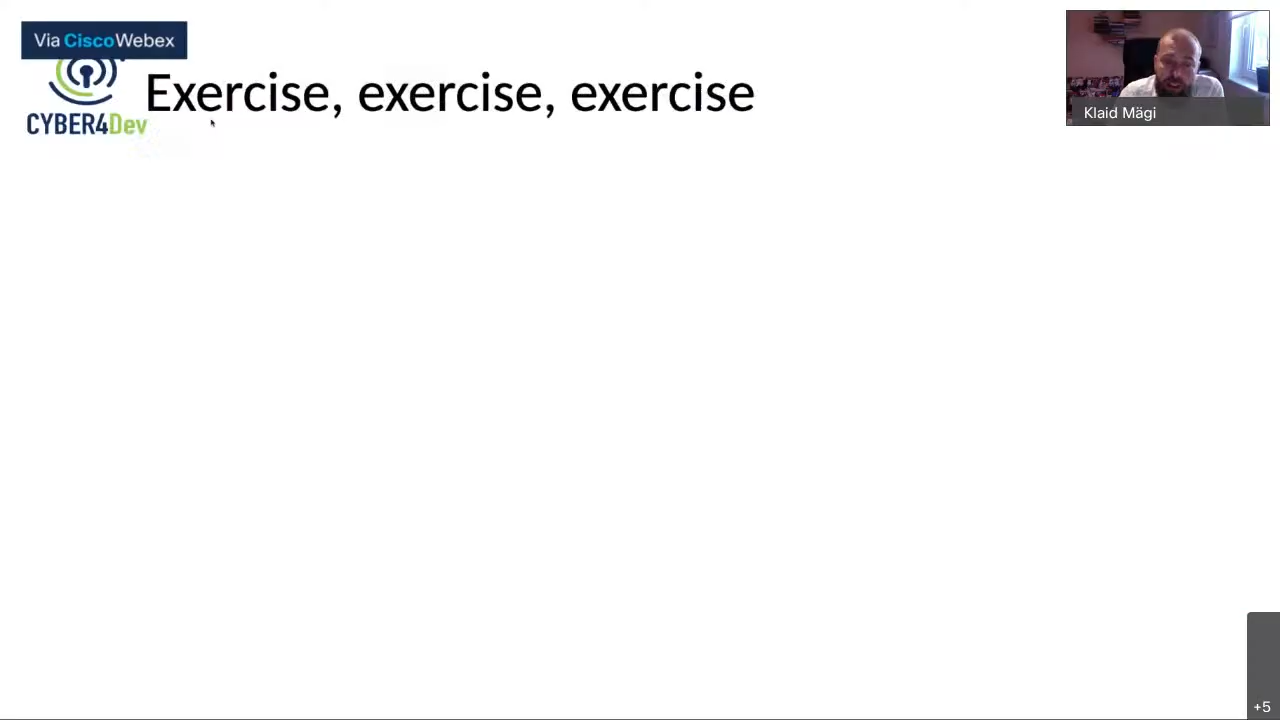 Via CiscoWebex
CYBER4Dev
Exercise, exercise, exercise
Klaid Mägi
+5